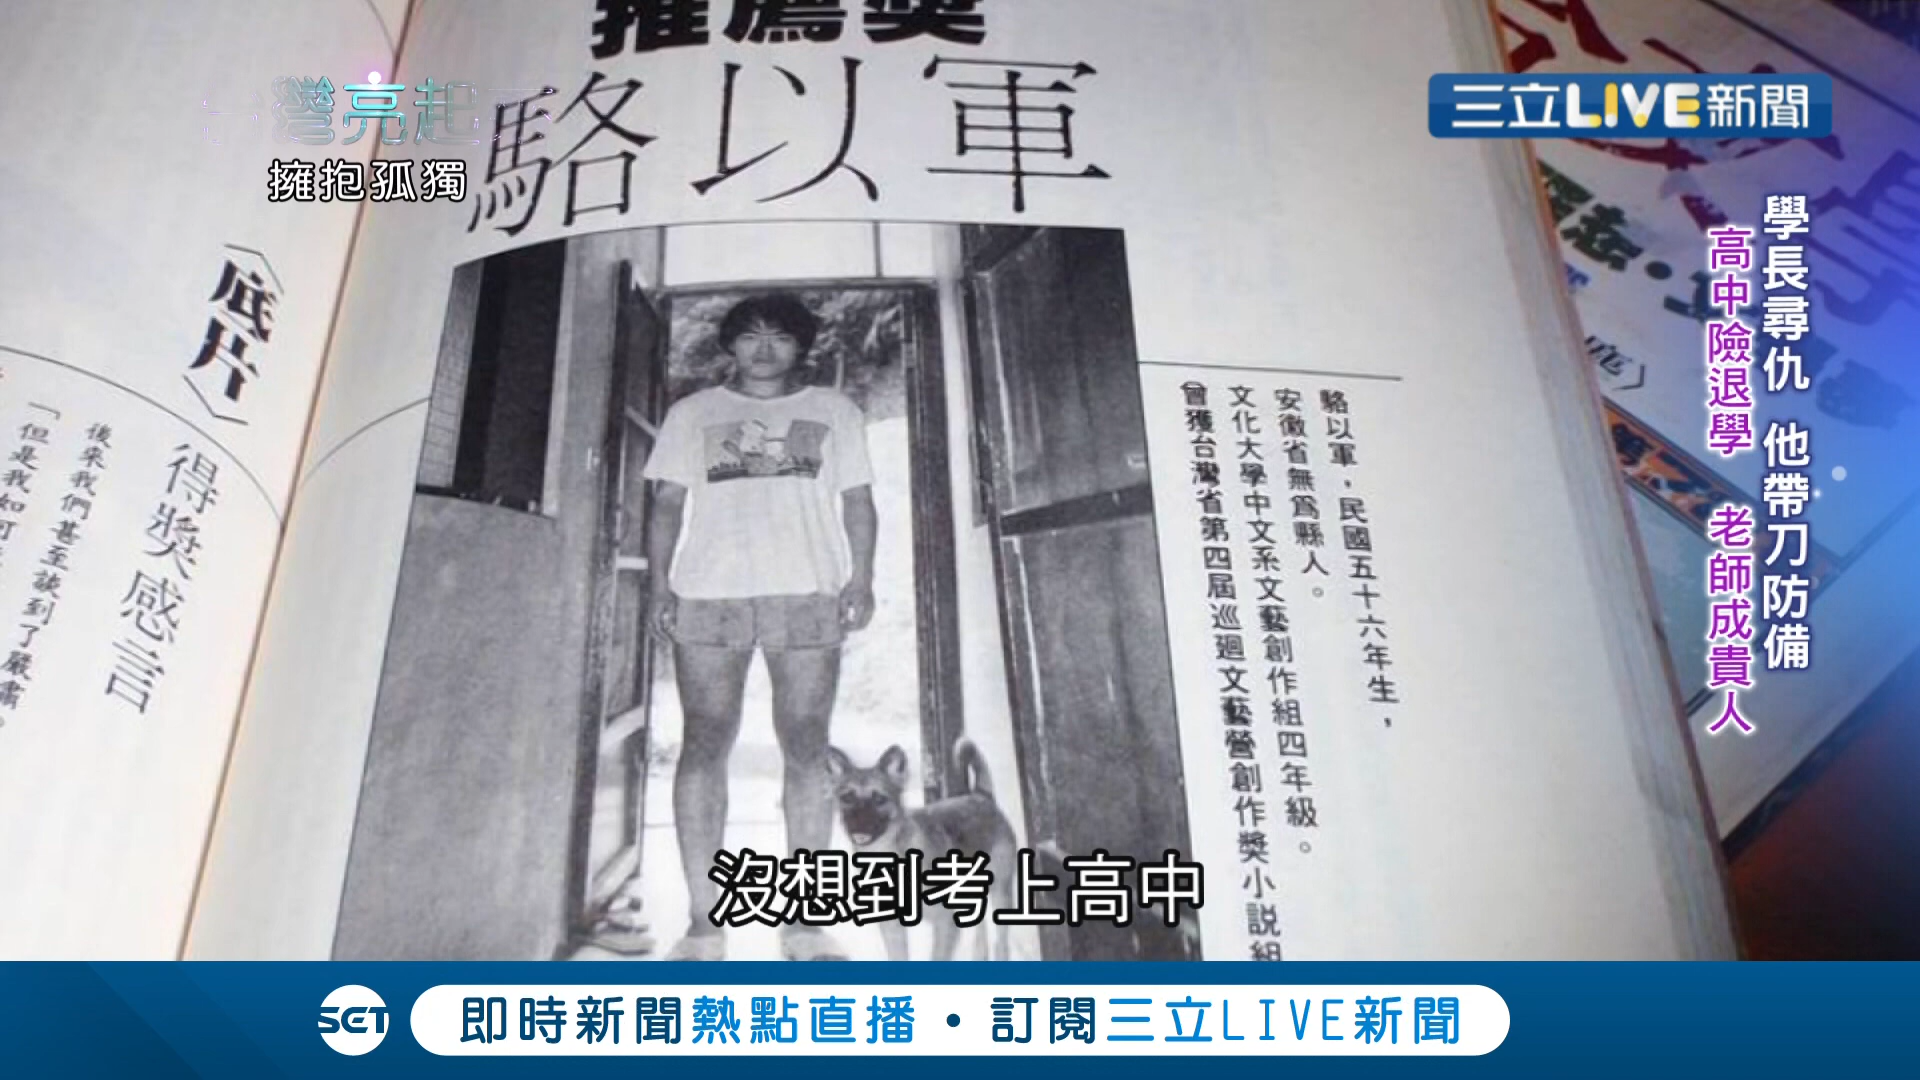 推薦獎
駱以軍
台灣亮起來
擁抱孤獨
三立LIVE新聞
學長尋仇 他帶刀防備
高中險退學 老師成貴人
駱以軍，民國五十六年生，
安徽省無為縣人。
文化大學中文系文藝創作組四年級。
曾獲台灣省第四屆巡迴文藝營創作獎小說組
〈底片〉
得獎感言
後來我們甚至談到了嚴肅
「但是我如何
沒想到考上高中
SET
即時新聞熱點直播・訂閱三立LIVE新聞